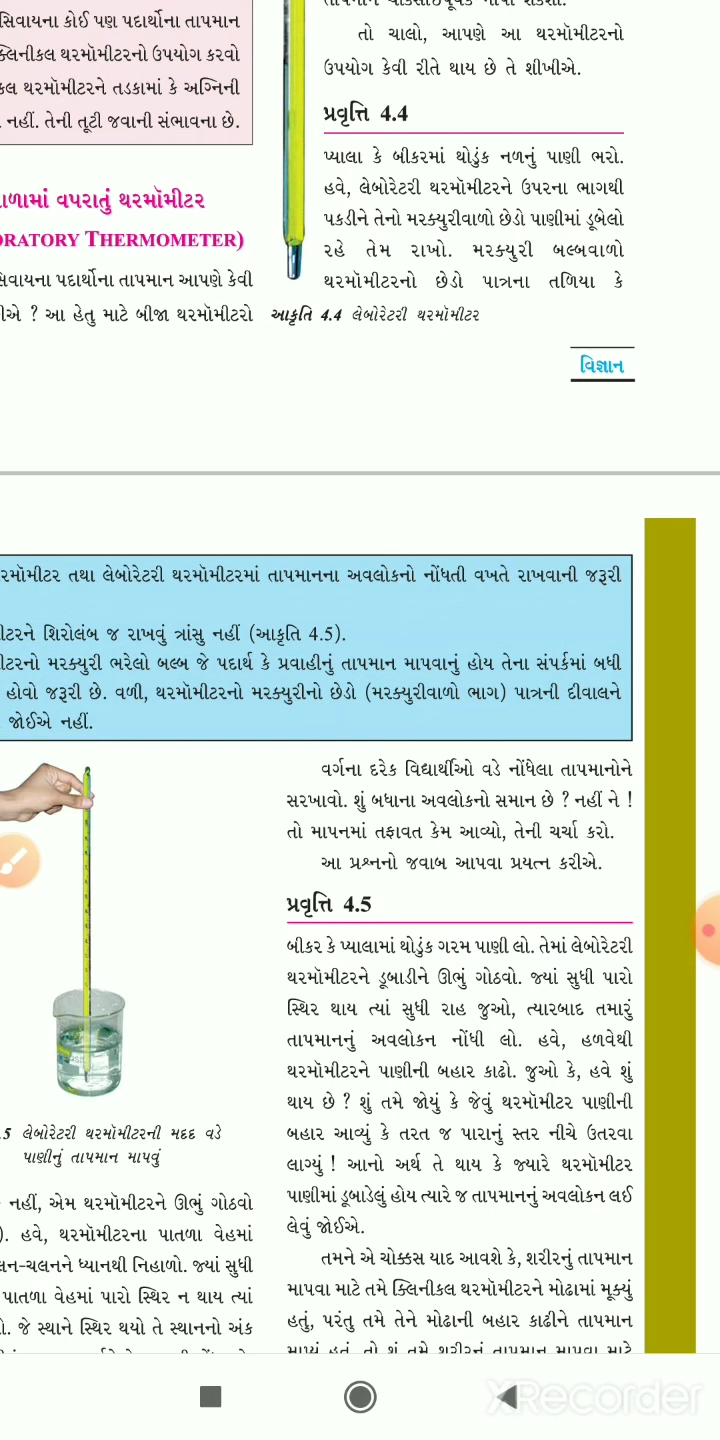 સિવાયના કોઈ પણ પદાર્થોના તાપમાન
ક્લિનીકલ થરમૉમીટરનો ઉપયોગ કરવો
થરમૉમીટરને તડકામાં કે અગ્નિની
નહીં. તેની તૂટી જવાની સંભાવના છે.
વપરાતું થરમૉમીટર
THERMOMETER)
સિવાયના પદાર્થોના તાપમાન આપણે કેવી
? આ હેતુ માટે બીજા થરમૉમીટરો
તો ચાલો, આપણે આ થરમૉમીટરનો
ઉપયોગ કેવી રીતે થાય છે તે શીખીએ.
પ્રવૃત્તિ 4.4
પ્યાલા કે બીકરમાં થોડુંક નળનું પાણી ભરો.
હવે, લેબોરેટરી થરમૉમીટરને ઉપરના ભાગથી
પકડીને તેનો મરક્યુરીવાળો છેડો પાણીમાં ડૂબેલો
રહે તેમ રાખો. મરક્યુરી બલ્બવાળો
થરમૉમીટરનો છેડો પાત્રના તળિયા કે
આકૃતિ 4.4 લેબોરેટરી થરમૉમીટર
વિજ્ઞાન
તથા લેબોરેટરી થરમૉમીટરમાં તાપમાનના અવલોકનો નોંધતી વખતે રાખવાની જરૂરી
શિરોલંબ જ રાખવું ત્રાંસુ નહીં (આકૃતિ 4.5).
મરક્યુરી ભરેલો બલ્બ જે પદાર્થ કે પ્રવાહીનું તાપમાન માપવાનું હોય તેના સંપર્કમાં બધી
હોવો જરૂરી છે. વળી, થરમૉમીટરનો મરક્યુરીનો છેડો (મરક્યુરીવાળો ભાગ) પાત્રની દીવાલને
જોઈએ નહીં.
.5 લેબોરેટરી થરમૉમીટરની મદદ વડે
પાણીનું તાપમાન માપવું
નહીં, એમ થરમૉમીટરને ઊભું ગોઠવો
). હવે, થરમૉમીટરના પાતળા વેહમાં
ધ્યાનથી નિહાળો. જ્યાં સુધી
પાતળા વેહમાં પારો સ્થિર ન થાય ત્યાં
જે સ્થાને સ્થિર થયો તે સ્થાનનો અંક
વર્ગના દરેક વિદ્યાર્થીઓ વડે નોંધેલા તાપમાનોને
સરખાવો. શું બધાના અવલોકનો સમાન છે ? નહીં ને !
તો માપનમાં તફાવત કેમ આવ્યો, તેની ચર્ચા કરો.
આ પ્રશ્નનો જવાબ આપવા પ્રયત્ન કરીએ.
પ્રવૃત્તિ 4.5
બીકર કે પ્યાલામાં થોડુંક ગરમ પાણી લો. તેમાં લેબોરેટરી
થરમૉમીટરને ડૂબાડીને ઊભું ગોઠવો. જ્યાં સુધી પારો
સ્થિર થાય ત્યાં સુધી રાહ જુઓ, ત્યારબાદ તમારું
તાપમાનનું અવલોકન નોંધી લો. હવે, હળવેથી
થરમૉમીટરને પાણીની બહાર કાઢો. જુઓ કે, હવે શું
થાય છે ? શું તમે જોયું કે જેવું થરમૉમીટર પાણીની
બહાર આવ્યું કે તરત જ પારાનું સ્તર નીચે ઉતરવા
લાગ્યું ! આનો અર્થ તે થાય કે જ્યારે થરમૉમીટર
પાણીમાં ડૂબાડેલું હોય ત્યારે જ તાપમાનનું અવલોકન લઈ
લેવું જોઈએ.
તમને એ ચોક્કસ યાદ આવશે કે, શરીરનું તાપમાન
માપવા માટે તમે ક્લિનીકલ થરમૉમીટરને મોઢામાં મૂક્યું
હતું, પરંતુ તમે તેને મોઢાની બહાર કાઢીને તાપમાન
માપ્યું હતું. તો શું તમે શરીરનું તાપમાન માપવા માટે
XRecorder